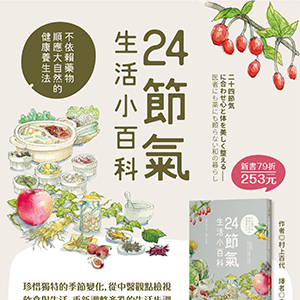 不依賴藥物
順應大自然的
健康養生法
24節氣
生活小百科
二十四節気
に合わせ心と体を美しく整える——
医者にも薬にも頼らない和の暮らし
新書79折
253元
24節氣
生活小百科
作者 村上百代
譯者
珍惜獨特的季節變化,從中醫觀點檢視